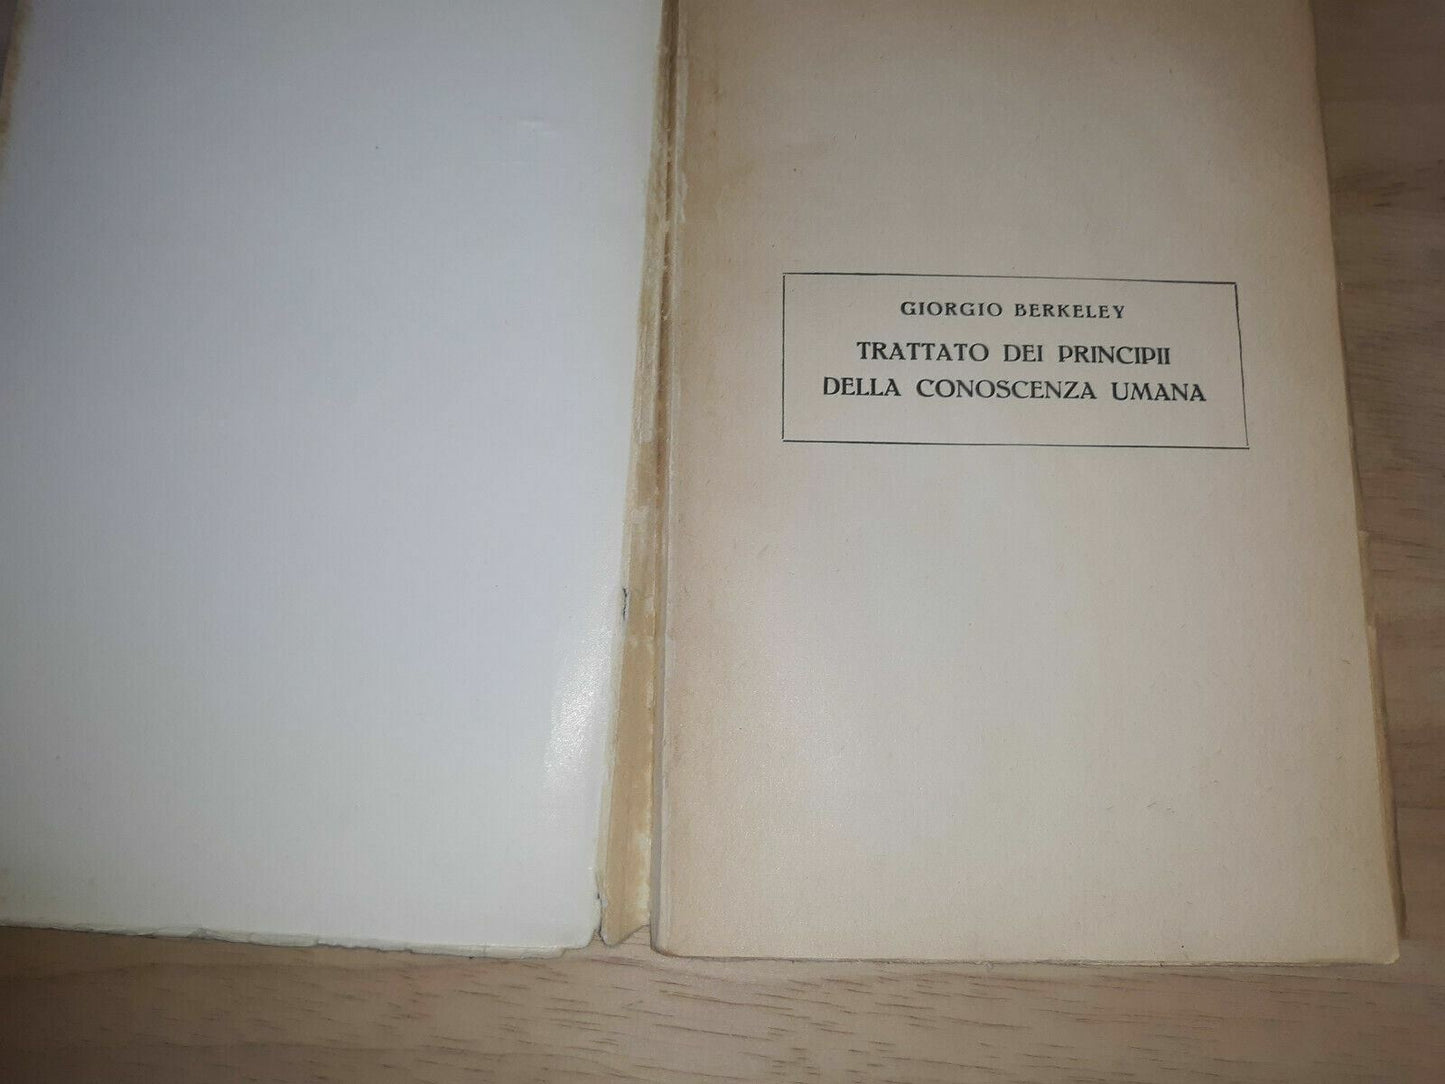 GIORGIO BERKELEY
TRATTATO DEI PRINCIPII
DELLA CONOSCENZA UMANA